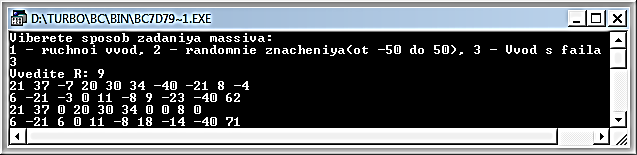 D:\TURBO\BC\BIN\BC7D79~1.EXE
Viberete sposob zadaniya massiva:
1 - ruchnoi vvod, 2 - randomnie znacheniya(ot -50 do 50), 3 - Vvod s faila
3
Vvedite R: 9
21 37 -7 20 30 34 -40 -21 8 -4
6 -21 -3 0 11 -8 9 -23 -40 62
21 37 0 20 30 34 0 0 8 0
6 -21 6 0 11 -8 18 -14 -40 71